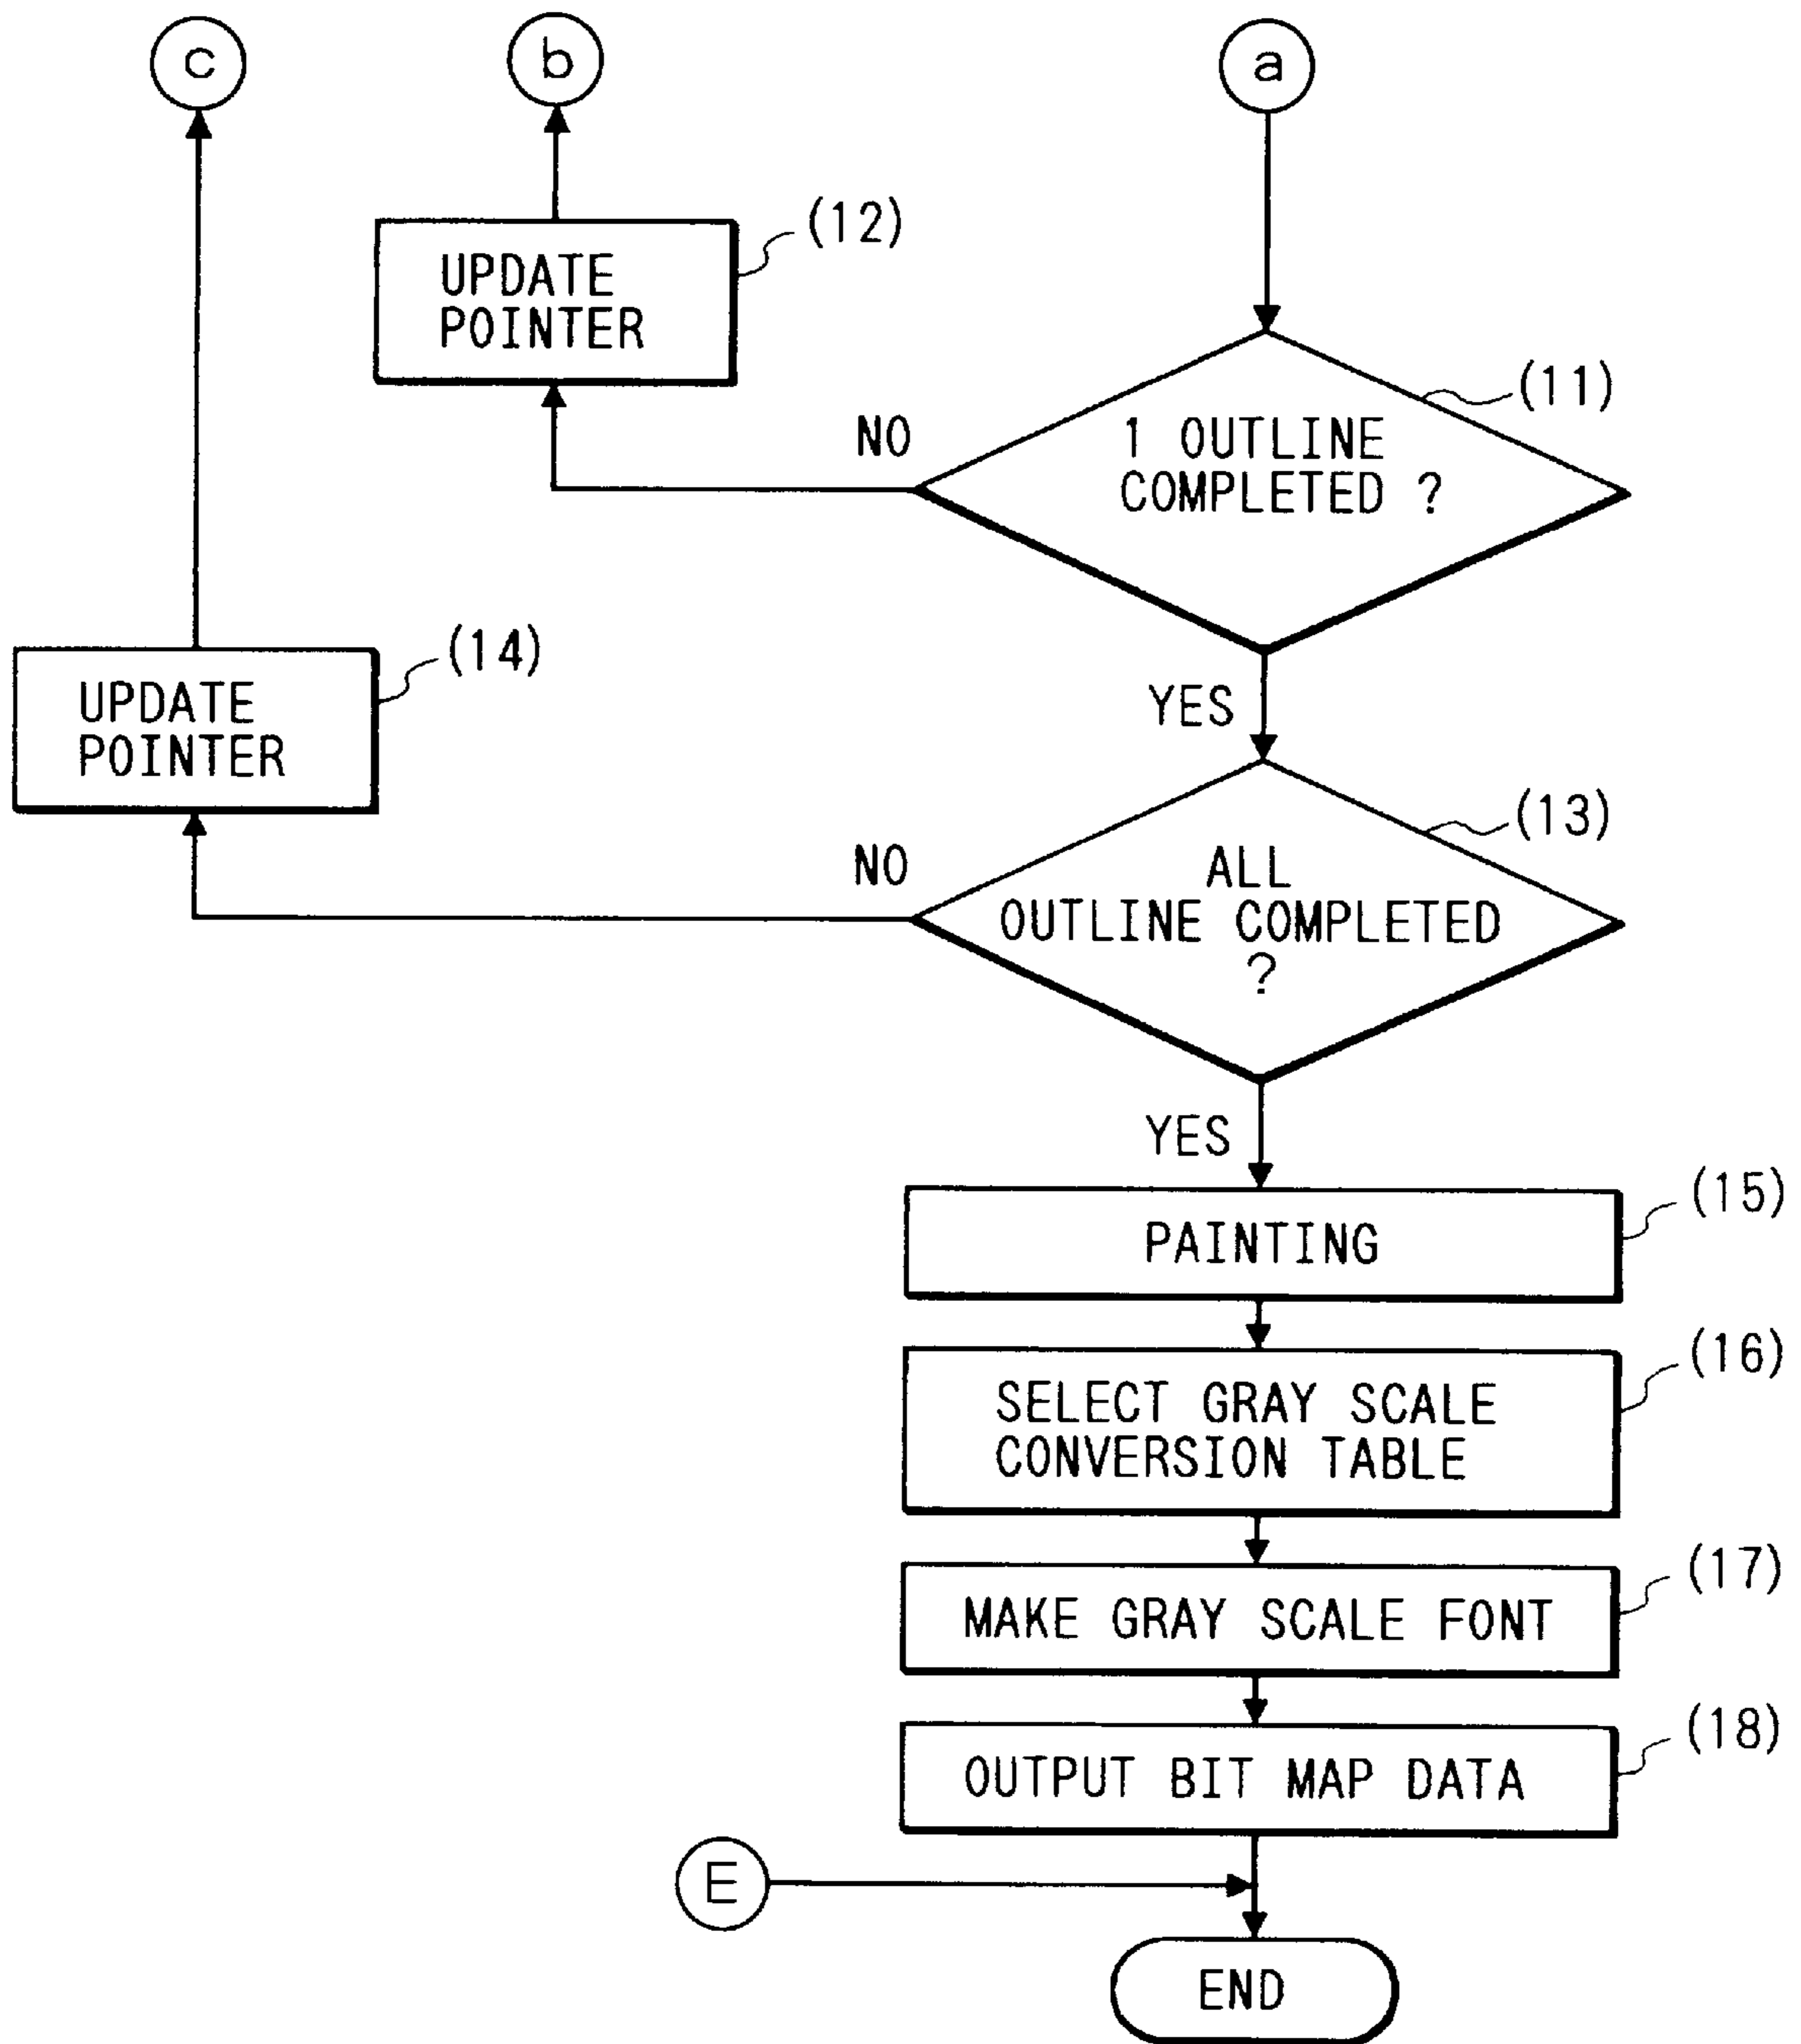 c
b
a
(12)
UPDATE
POINTER
(11)
NO
1 OUTLINE
COMPLETED ?
(14)
YES
UPDATE
POINTER
(13)
NO
ALL
OUTLINE COMPLETED
?
YES
(15)
PAINTING
(16)
SELECT GRAY SCALE
CONVERSION TABLE
(17)
MAKE GRAY SCALE FONT
(18)
OUTPUT BIT MAP DATA
E
END